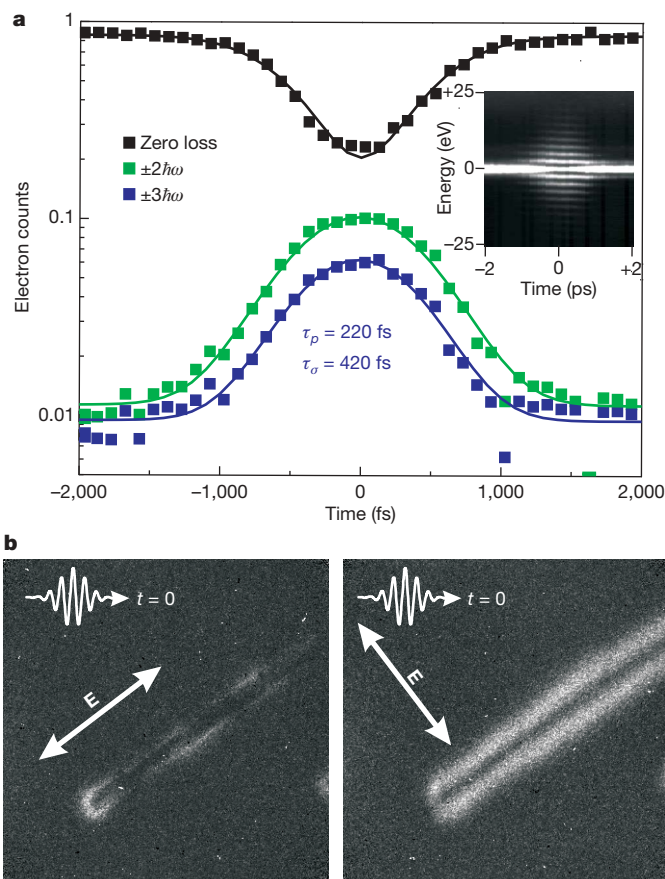 a
1
0.1
0.01
Electron counts
Zero loss
±2ħω
±3ħω
τp = 220 fs
τσ = 420 fs
−2,000
−1,000
0
1,000
2,000
Time (fs)
+25
0
−25
Energy (eV)
−2
0
+2
Time (ps)
b
t = 0
E
t = 0
E